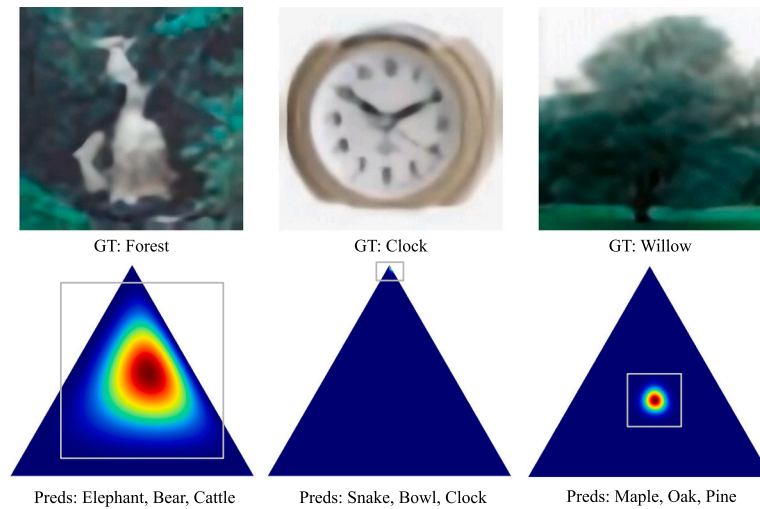 GT: Forest
GT: Clock
GT: Willow
Preds: Elephant, Bear, Cattle
Preds: Snake, Bowl, Clock
Preds: Maple, Oak, Pine